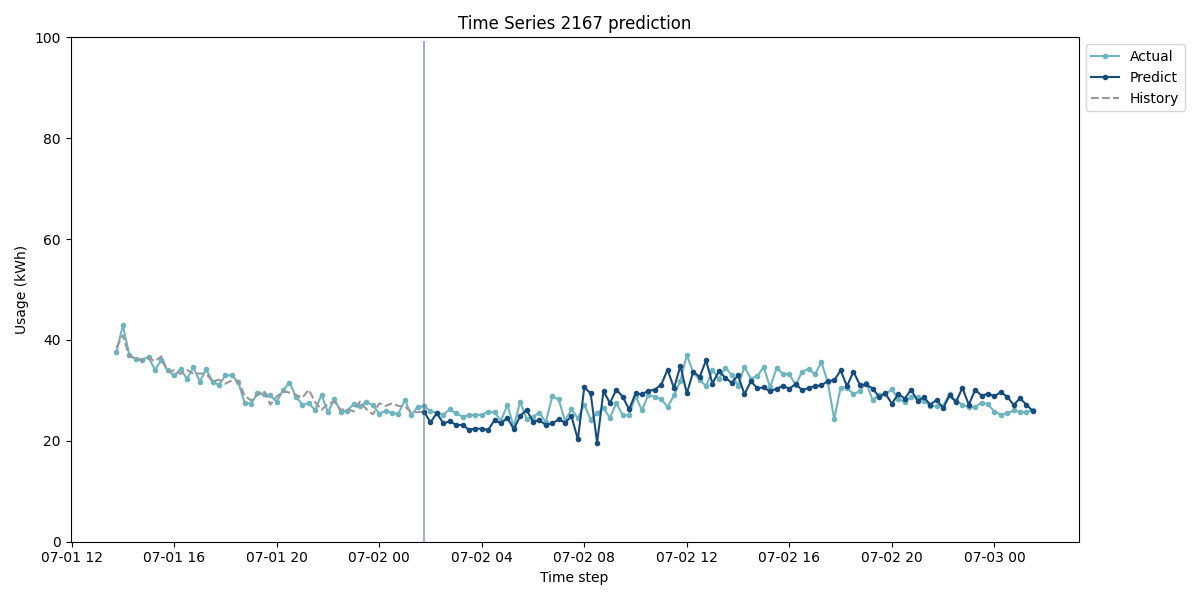 Time Series 2167 prediction
100
80
60
40
20
0
Usage (kWh)
07-01 12
07-01 16
07-01 20
07-02 00
07-02 04
07-02 08
07-02 12
07-02 16
07-02 20
07-03 00
Time step
Actual
Predict
History